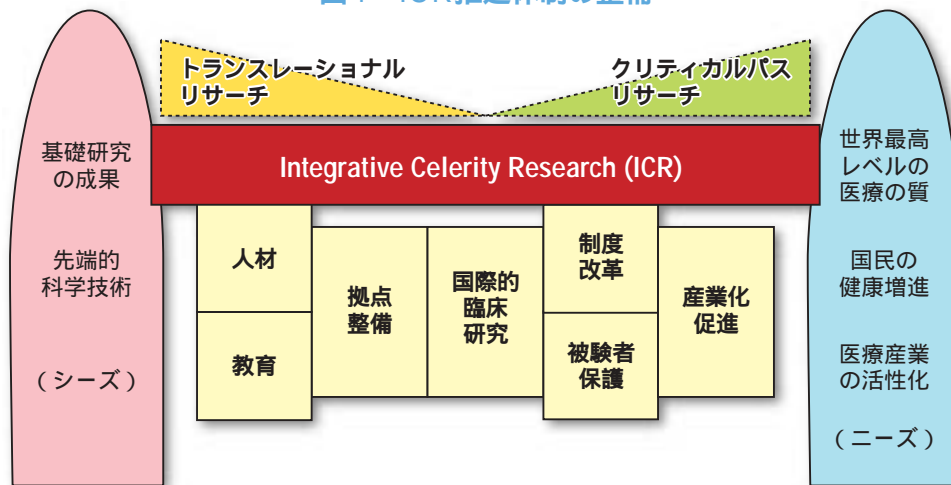 トランスレーショナル
リサーチ
クリティカルパス
リサーチ
Integrative Celerity Research (ICR)
基礎研究
の成果
先端的
科学技術
(シーズ)
人材
教育
拠点
整備
国際的
臨床
研究
制度
改革
被験者
保護
産業化
促進
世界最高
レベルの
医療の質
国民の
健康増進
医療産業
の活性化
(ニーズ)